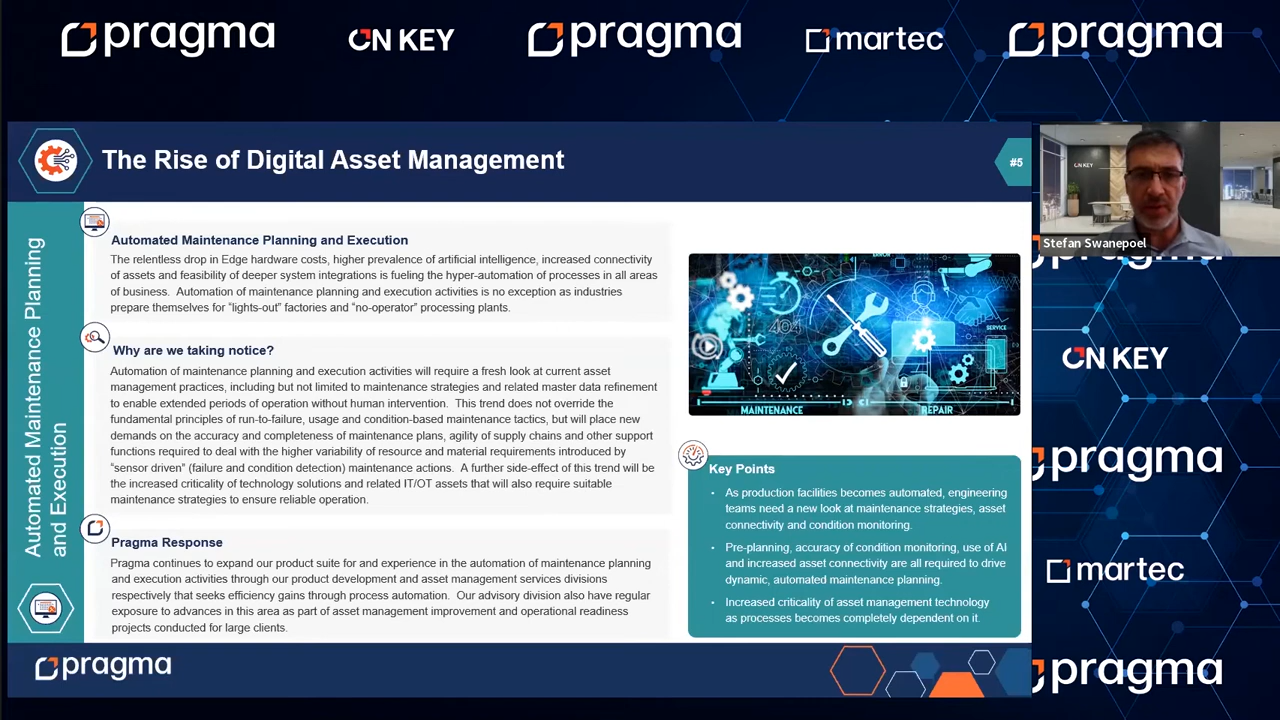 pragma
ON KEY
pragma
martec
pragma
The Rise of Digital Asset Management
#5
ON KEY
Stefan Swanepoel
Automated Maintenance Planning
and Execution
Automated Maintenance Planning and Execution
The relentless drop in Edge hardware costs, higher prevalence of artificial intelligence, increased connectivity
of assets and feasibility of deeper system integrations is fueling the hyper-automation of processes in all areas
of business. Automation of maintenance planning and execution activities is no exception as industries
prepare themselves for “lights-out” factories and “no-operator” processing plants.
Why are we taking notice?
Automation of maintenance planning and execution activities will require a fresh look at current asset
management practices, including but not limited to maintenance strategies and related master data refinement
to enable extended periods of operation without human intervention. This trend does not override the
fundamental principles of run-to-failure, usage and condition-based maintenance tactics, but will place new
demands on the accuracy and completeness of maintenance plans, agility of supply chains and other support
functions required to deal with the higher variability of resource and material requirements introduced by
“sensor driven” (failure and condition detection) maintenance actions. A further side-effect of this trend will be
the increased criticality of technology solutions and related IT/OT assets that will also require suitable
maintenance strategies to ensure reliable operation.
Pragma Response
Pragma continues to expand our product suite for and experience in the automation of maintenance planning
and execution activities through our product development and asset management services divisions
respectively that seeks efficiency gains through process automation. Our advisory division also have regular
exposure to advances in this area as part of asset management improvement and operational readiness
projects conducted for large clients.
ERROR
404
SERVICE
MAINTENANCE
REPAIR
Key Points
• As production facilities becomes automated, engineering
teams need a new look at maintenance strategies, asset
connectivity and condition monitoring.
• Pre-planning, accuracy of condition monitoring, use of AI
and increased asset connectivity are all required to drive
dynamic, automated maintenance planning.
• Increased criticality of asset management technology
as processes becomes completely dependent on it.
pragma
pragma
ON KEY
pragma
martec
pragma